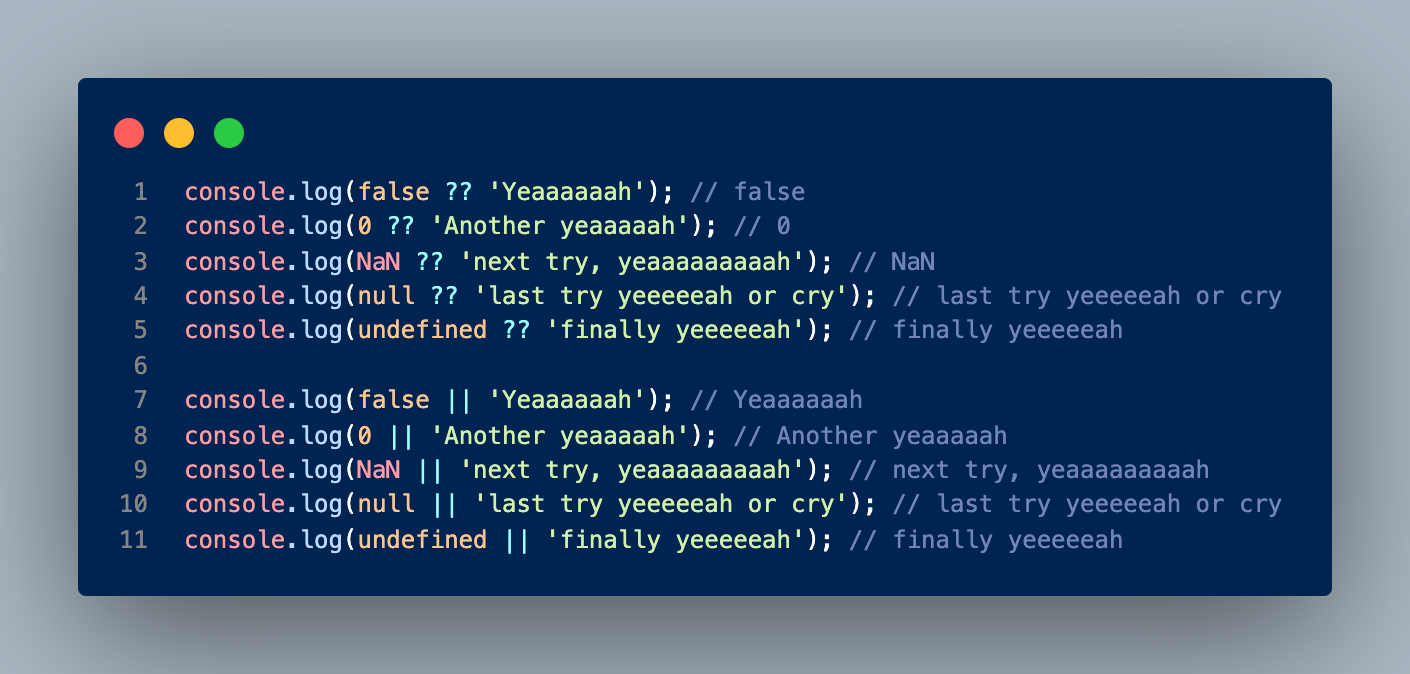 1 console.log(false ?? 'Yeaaaaaah'); // false
2 console.log(0 ?? 'Another yeaaaaah'); // 0
3 console.log(NaN ?? 'next try, yeaaaaaaaaah'); // NaN
4 console.log(null ?? 'last try yeeeeeah or cry'); // last try yeeeeeah or cry
5 console.log(undefined ?? 'finally yeeeeeah'); // finally yeeeeeah
6
7 console.log(false || 'Yeaaaaaah'); // Yeaaaaaah
8 console.log(0 || 'Another yeaaaaah'); // Another yeaaaaah
9 console.log(NaN || 'next try, yeaaaaaaaaah'); // next try, yeaaaaaaaaah
10 console.log(null || 'last try yeeeeeah or cry'); // last try yeeeeeah or cry
11 console.log(undefined || 'finally yeeeeeah'); // finally yeeeeeah